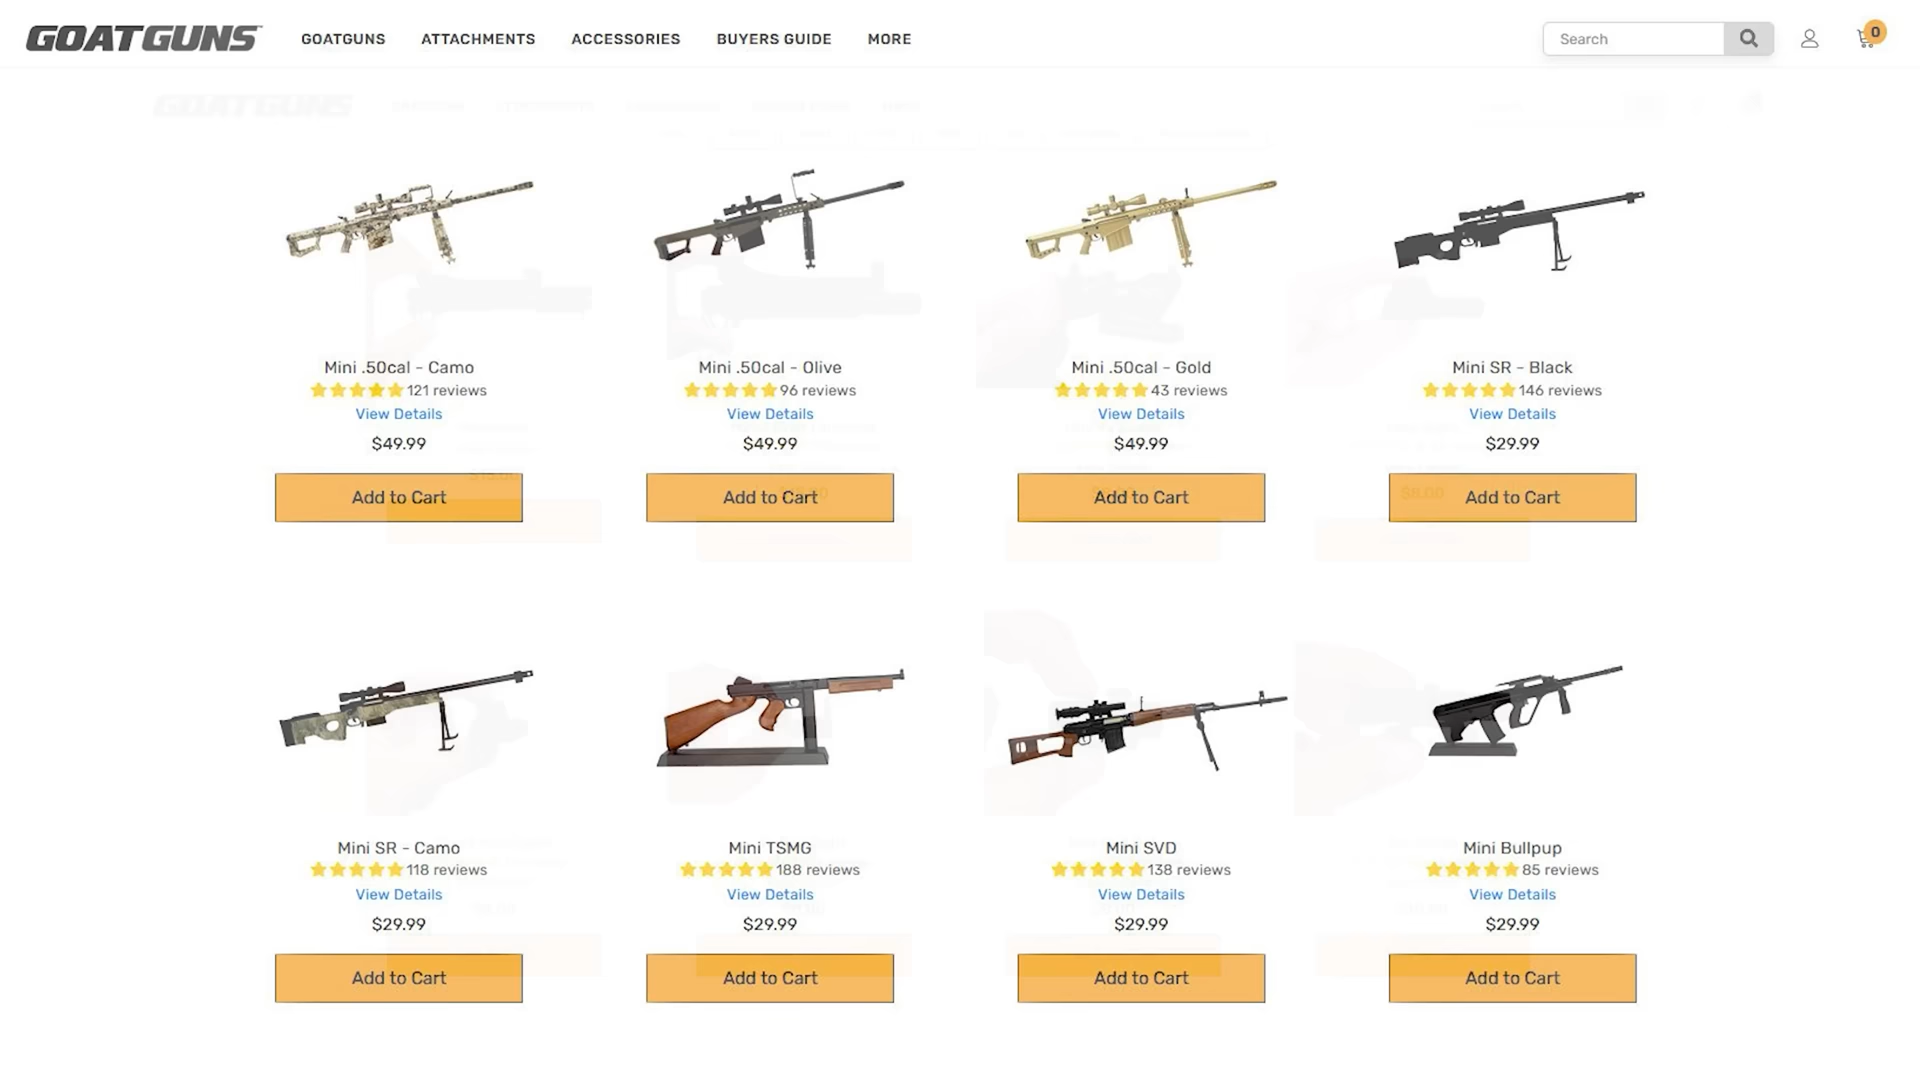 GOATGUNS GOATGUNS ATTACHMENTS ACCESSORIES BUYERS GUIDE MORE Search 0
GOATGUNS
Mini .50cal - Camo Mini .50cal - Olive Mini .50cal - Gold Mini SR - Black
121 reviews 96 reviews 43 reviews 146 reviews
View Details View Details View Details View Details
$49.99 $49.99 $49.99 $29.99
Add to Cart Add to Cart Add to Cart Add to Cart
Mini SR - Camo Mini TSMG Mini SVD Mini Bullpup
118 reviews 188 reviews 138 reviews 85 reviews
View Details View Details View Details View Details
$29.99 $29.99 $29.99 $29.99
Add to Cart Add to Cart Add to Cart Add to Cart